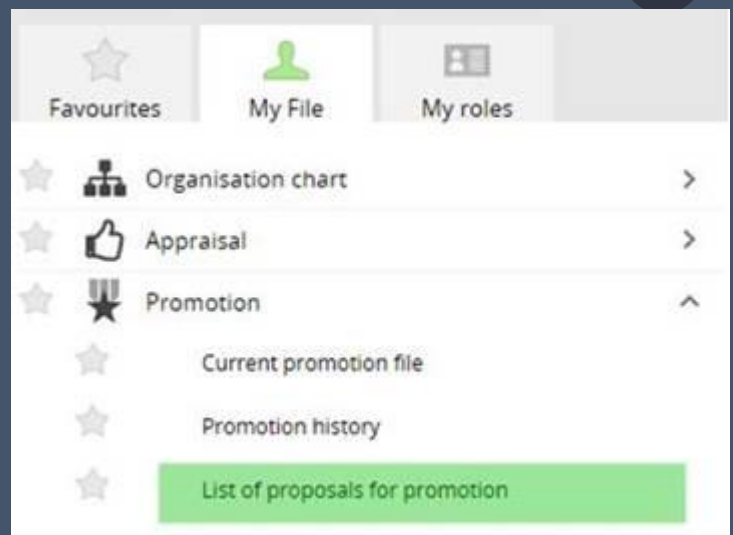 Favourites My File My roles
Organisation chart
Appraisal
Promotion
Current promotion file
Promotion history
List of proposals for promotion